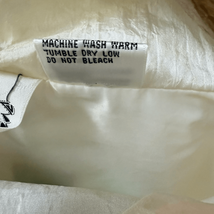 MACHINE WASH WARM
TUMBLE DRY LOW
DO NOT BLEACH